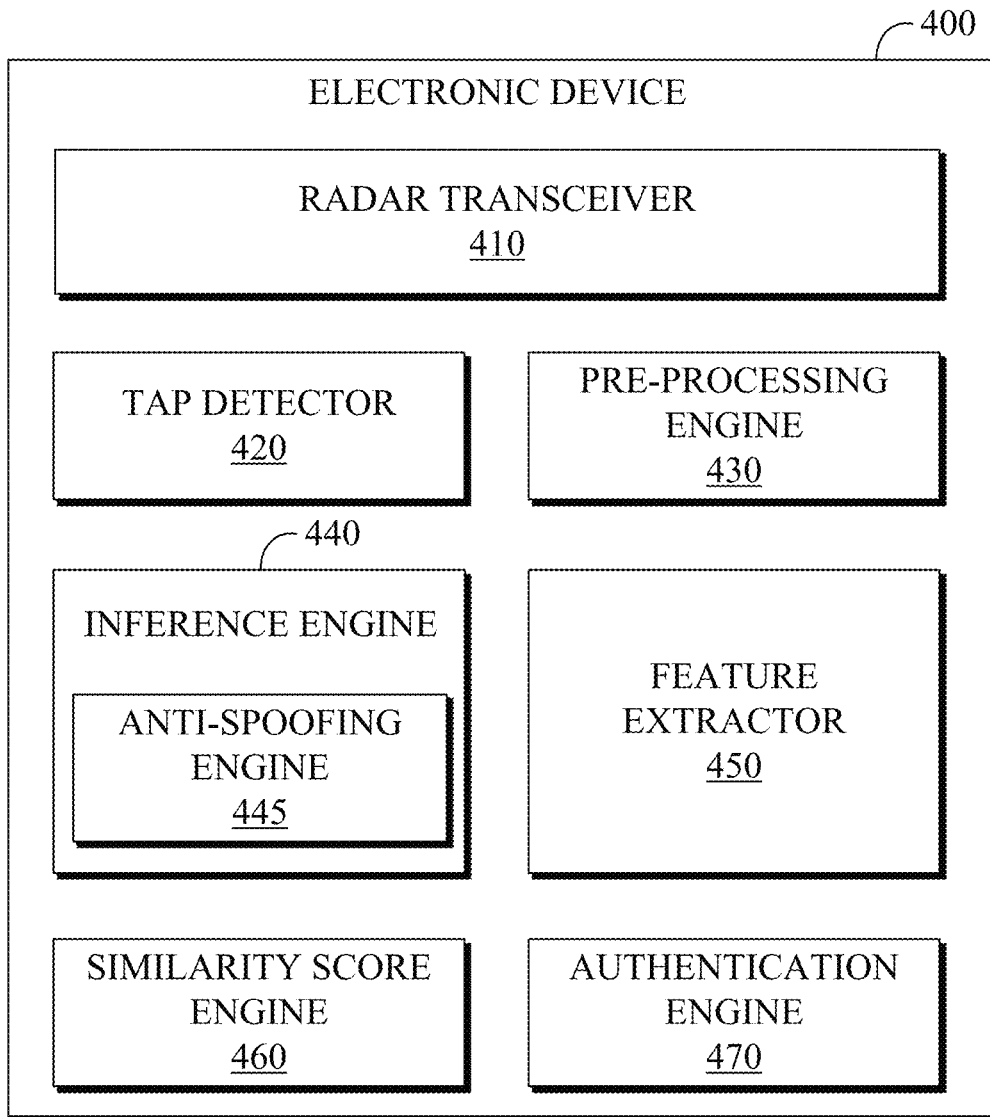 400
ELECTRONIC DEVICE
RADAR TRANSCEIVER
410
TAP DETECTOR
420
PRE-PROCESSING
ENGINE
430
440
INFERENCE ENGINE
ANTI-SPOOFING
ENGINE
445
FEATURE
EXTRACTOR
450
SIMILARITY SCORE
ENGINE
460
AUTHENTICATION
ENGINE
470